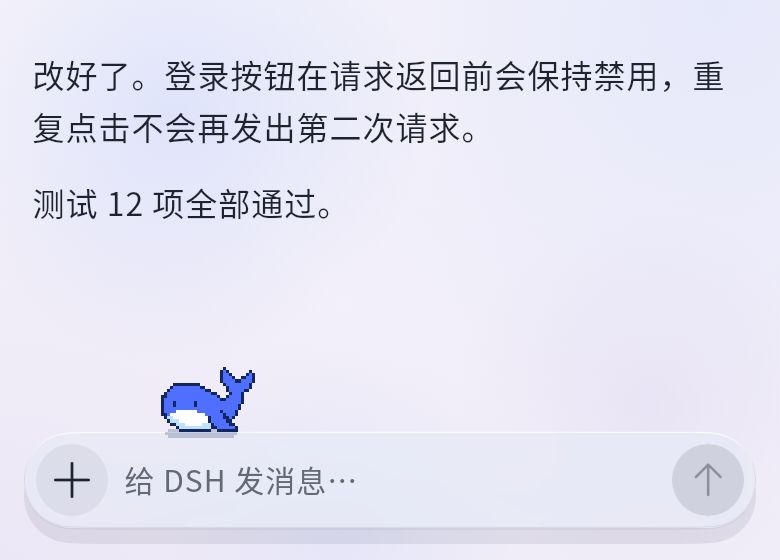 改好了。登录按钮在请求返回前会保持禁用，重
复点击不会再发出第二次请求。
测试 12 项全部通过。
给 DSH 发消息…